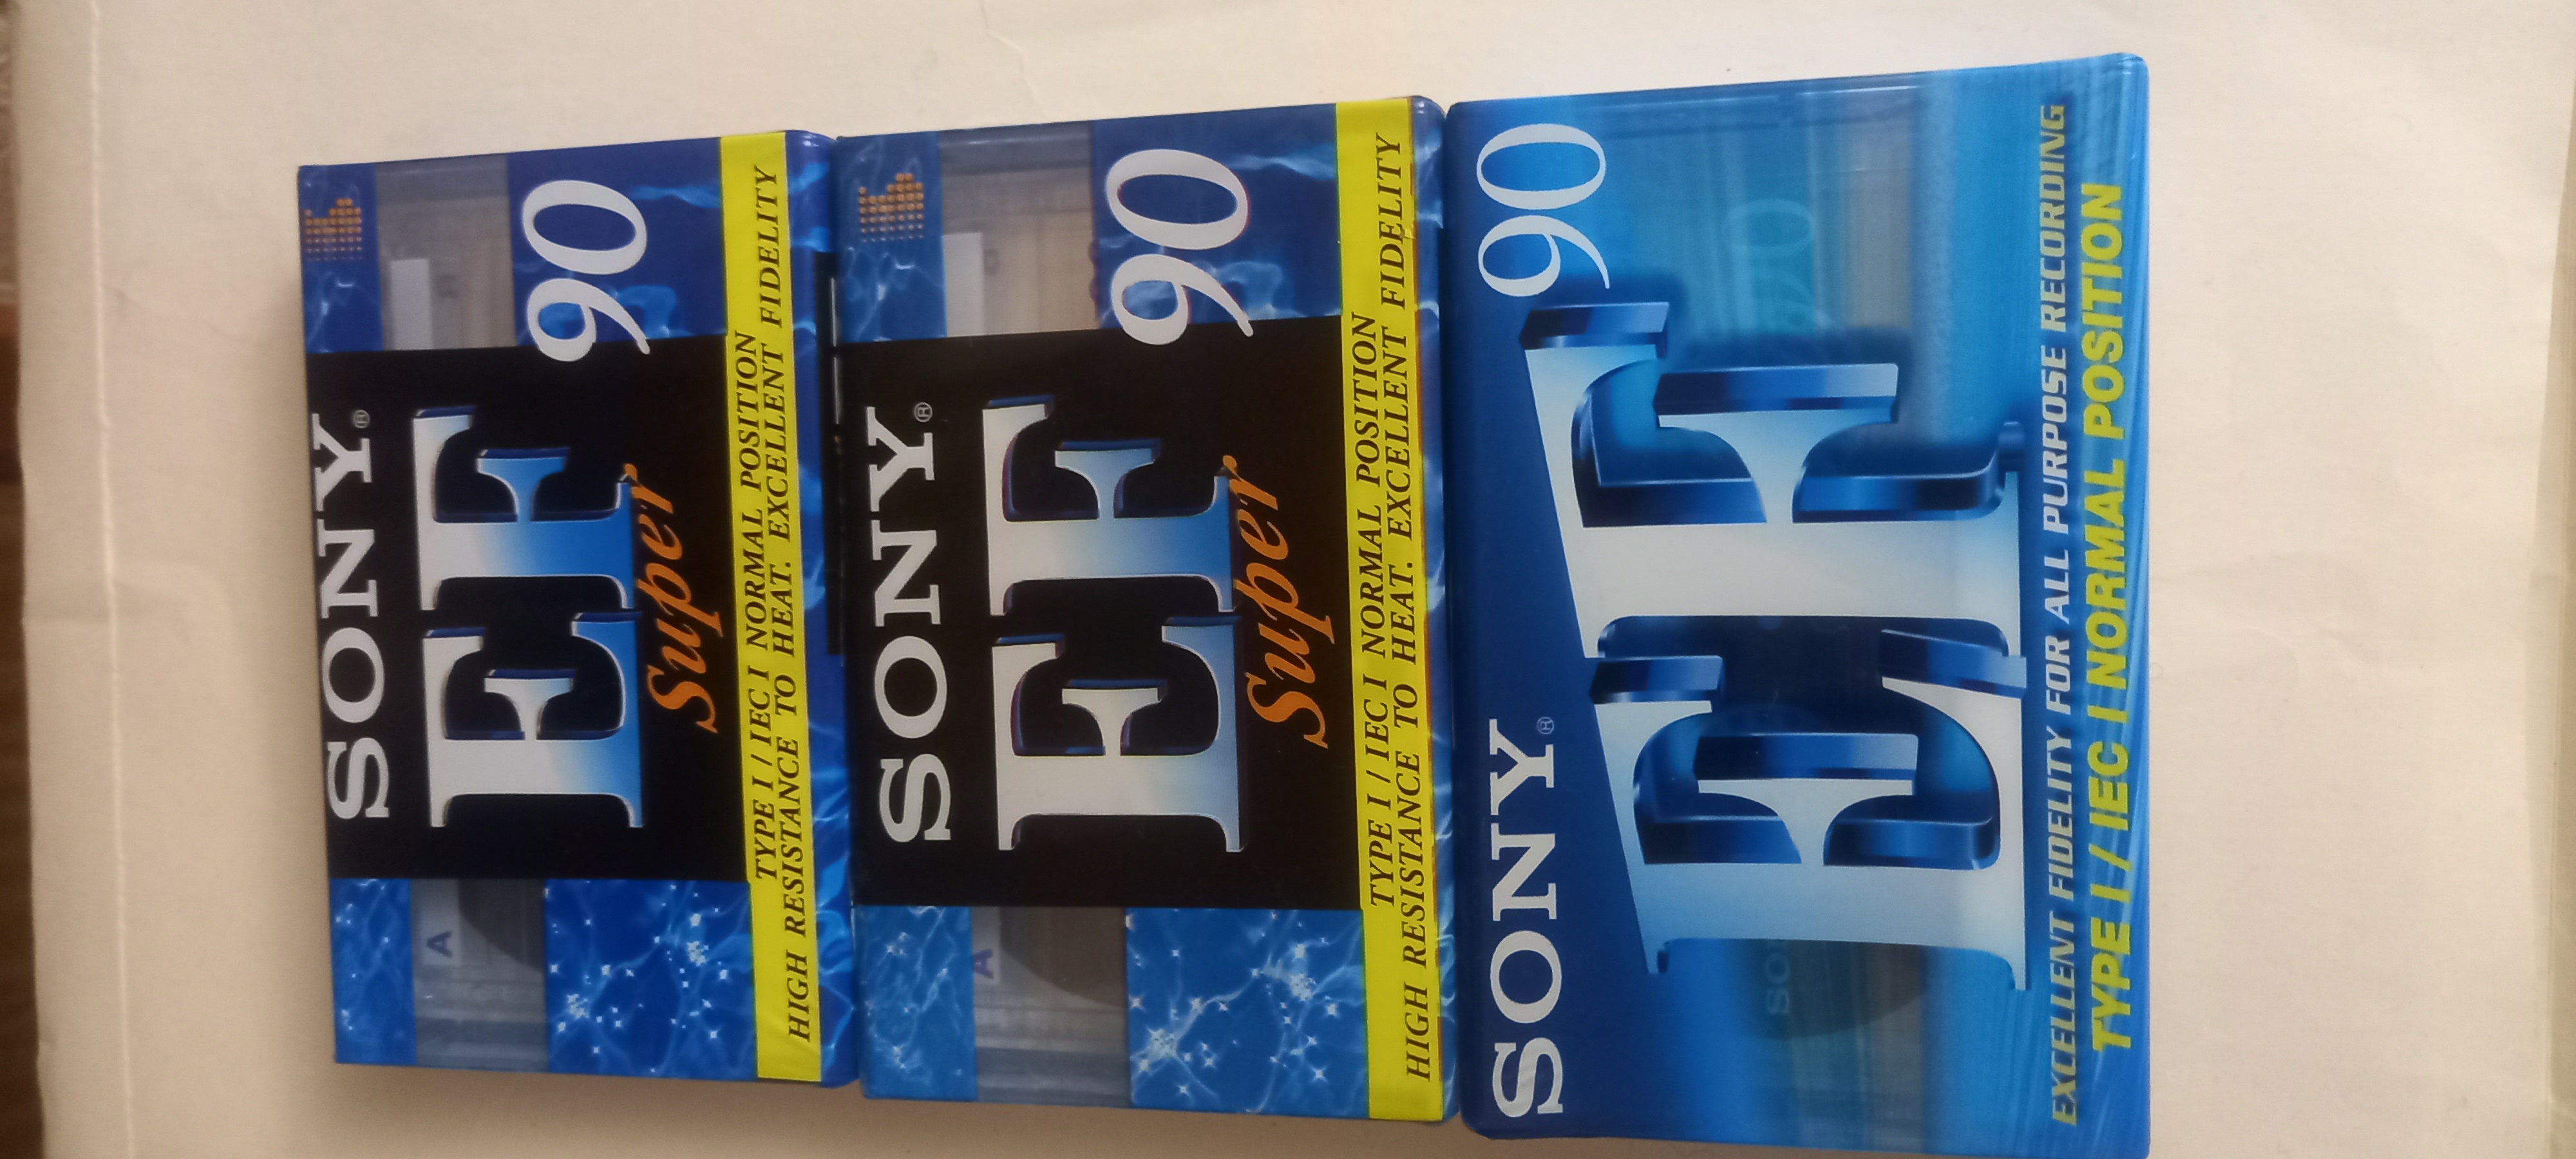 SONY®
EF 90
Super
TYPE I / IEC I NORMAL POSITION
HIGH RESISTANCE TO HEAT. EXCELLENT FIDELITY
A
SONY®
EF 90
Super
TYPE I / IEC I NORMAL POSITION
HIGH RESISTANCE TO HEAT. EXCELLENT FIDELITY
A
SONY®
90
EF
EXCELLENT FIDELITY FOR ALL PURPOSE RECORDING
TYPE I / IEC I NORMAL POSITION